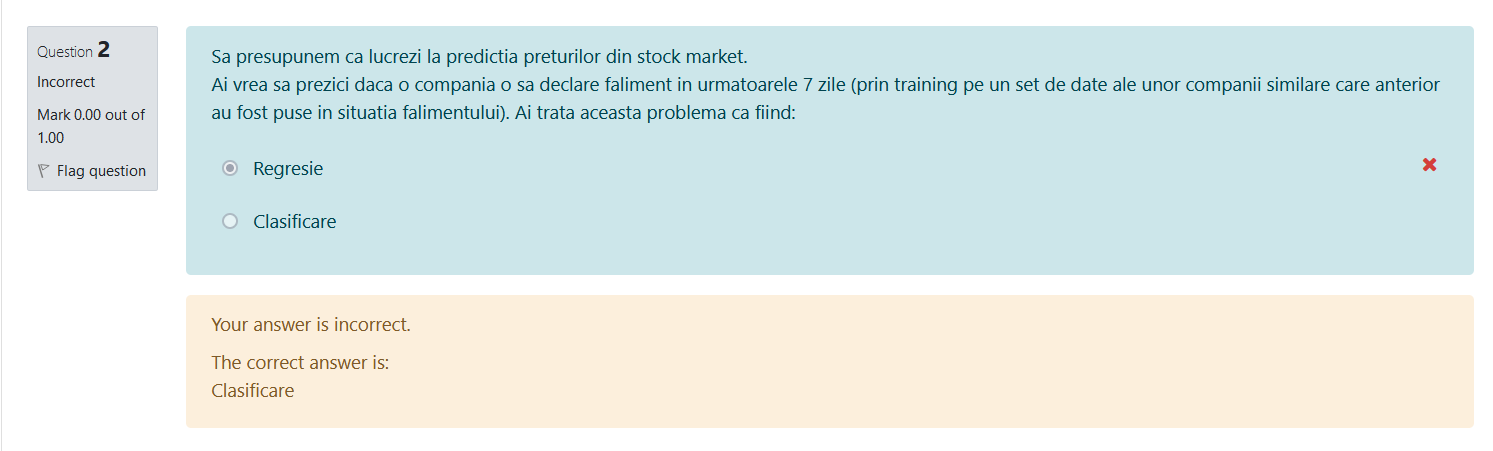 Question 2
Incorrect
Mark 0.00 out of
1.00
Flag question
Sa presupunem ca lucrezi la predictia preturilor din stock market.
Ai vrea sa prezici daca o compania o sa declare faliment in urmatoarele 7 zile (prin training pe un set de date ale unor companii similare care anterior
au fost puse in situatia falimentului). Ai trata aceasta problema ca fiind:
Regresie
Clasificare
Your answer is incorrect.
The correct answer is:
Clasificare